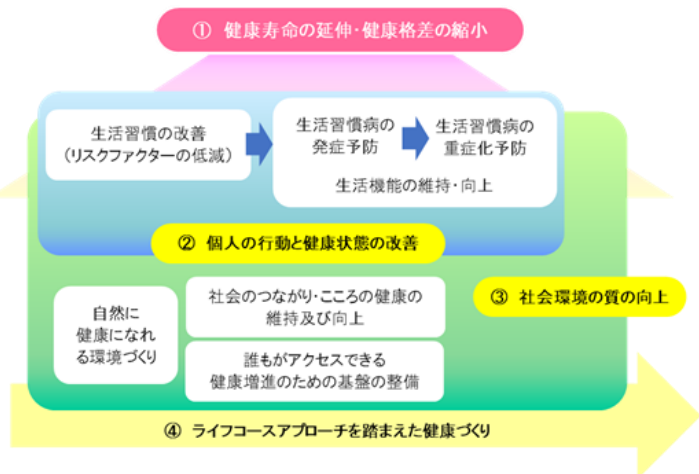 ① 健康寿命の延伸・健康格差の縮小
生活習慣の改善
（リスクファクターの低減）
生活習慣病の
発症予防
生活習慣病の
重症化予防
生活機能の維持・向上
② 個人の行動と健康状態の改善
自然に
健康になれ
る環境づくり
社会のつながり・こころの健康の
維持及び向上
誰もがアクセスできる
健康増進のための基盤の整備
③ 社会環境の質の向上
④ ライフコースアプローチを踏まえた健康づくり